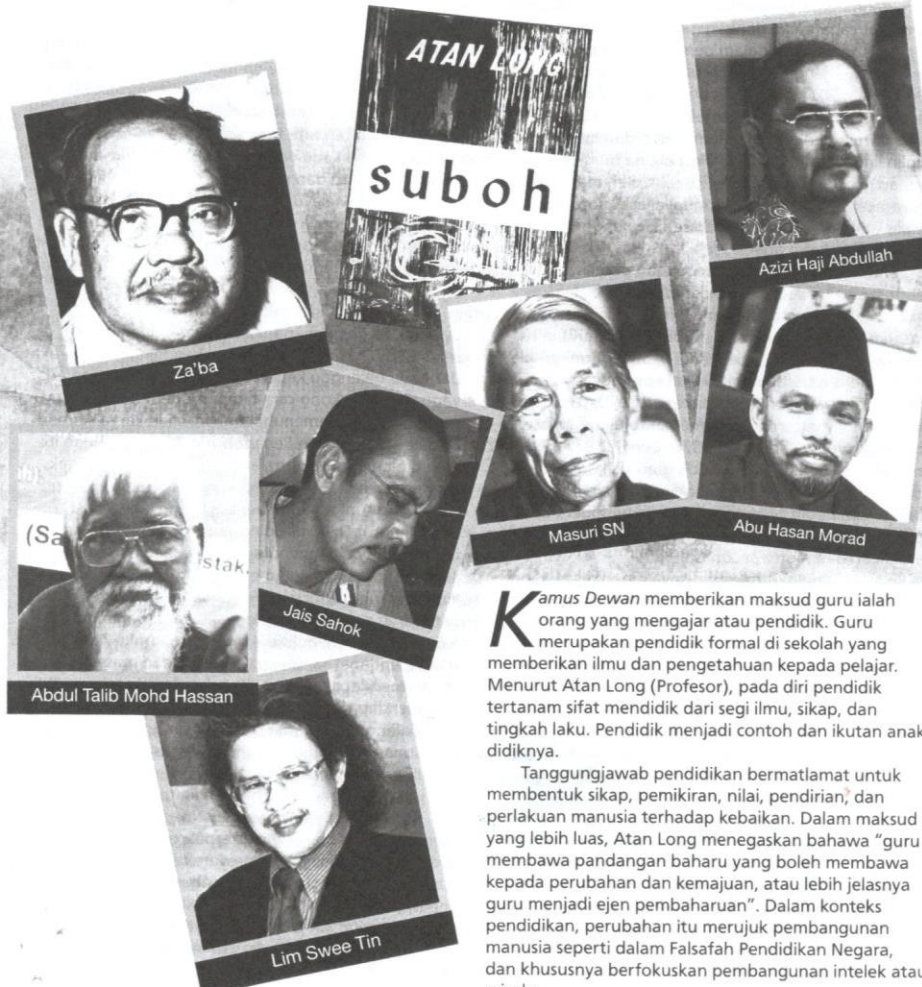 ATAN LONG
suboh
Azizi Haji Abdullah
Za'ba
Masuri SN
Abu Hasan Morad
(Sa
stak.
Jais Sahok
Abdul Talib Mohd Hassan
Lim Swee Tin
Kamus Dewan memberikan maksud guru ialah
orang yang mengajar atau pendidik. Guru
merupakan pendidik formal di sekolah yang
memberikan ilmu dan pengetahuan kepada pelajar.
Menurut Atan Long (Profesor), pada diri pendidik
tertanam sifat mendidik dari segi ilmu, sikap, dan
tingkah laku. Pendidik menjadi contoh dan ikutan anak
didiknya.
Tanggungjawab pendidikan bermatlamat untuk
membentuk sikap, pemikiran, nilai, pendirian, dan
perlakuan manusia terhadap kebaikan. Dalam maksud
yang lebih luas, Atan Long menegaskan bahawa “guru
membawa pandangan baharu yang boleh membawa
kepada perubahan dan kemajuan, atau lebih jelasnya
guru menjadi ejen pembaharuan”. Dalam konteks
pendidikan, perubahan itu merujuk pembangunan
manusia seperti dalam Falsafah Pendidikan Negara,
dan khususnya berfokuskan pembangunan intelek atau